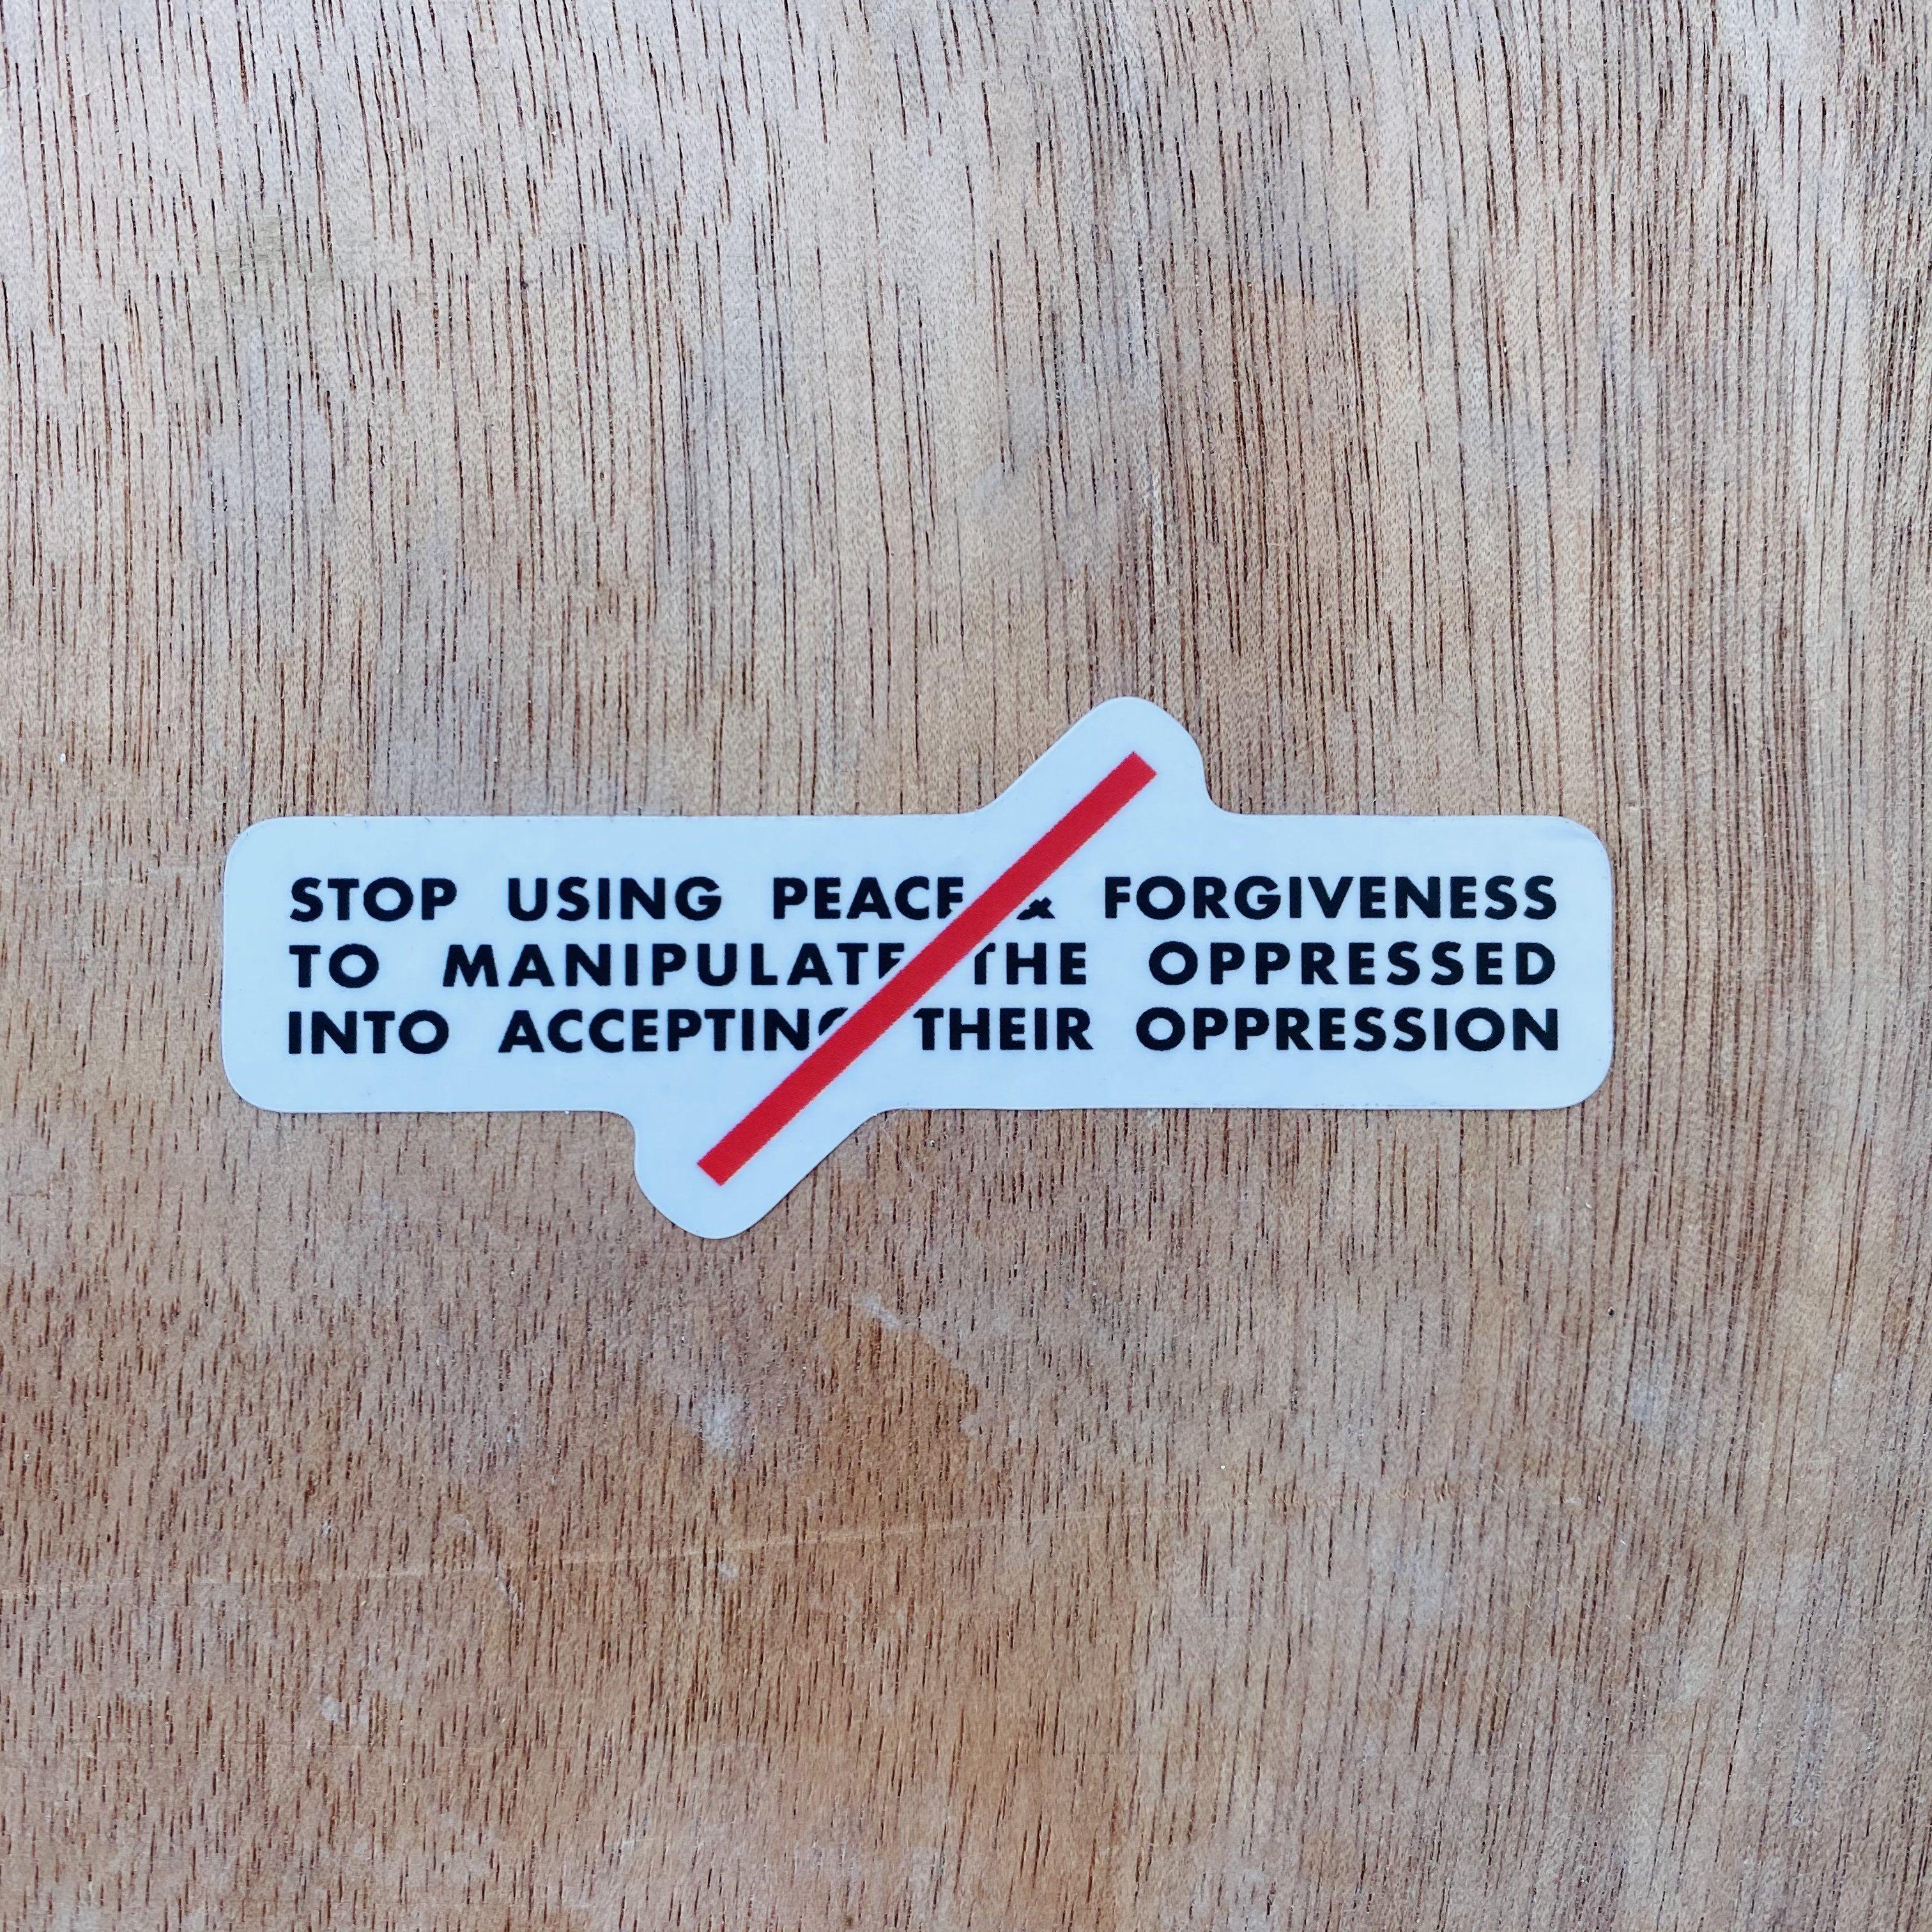 STOP USING PEACE & FORGIVENESS
TO MANIPULATE THE OPPRESSED
INTO ACCEPTING THEIR OPPRESSION